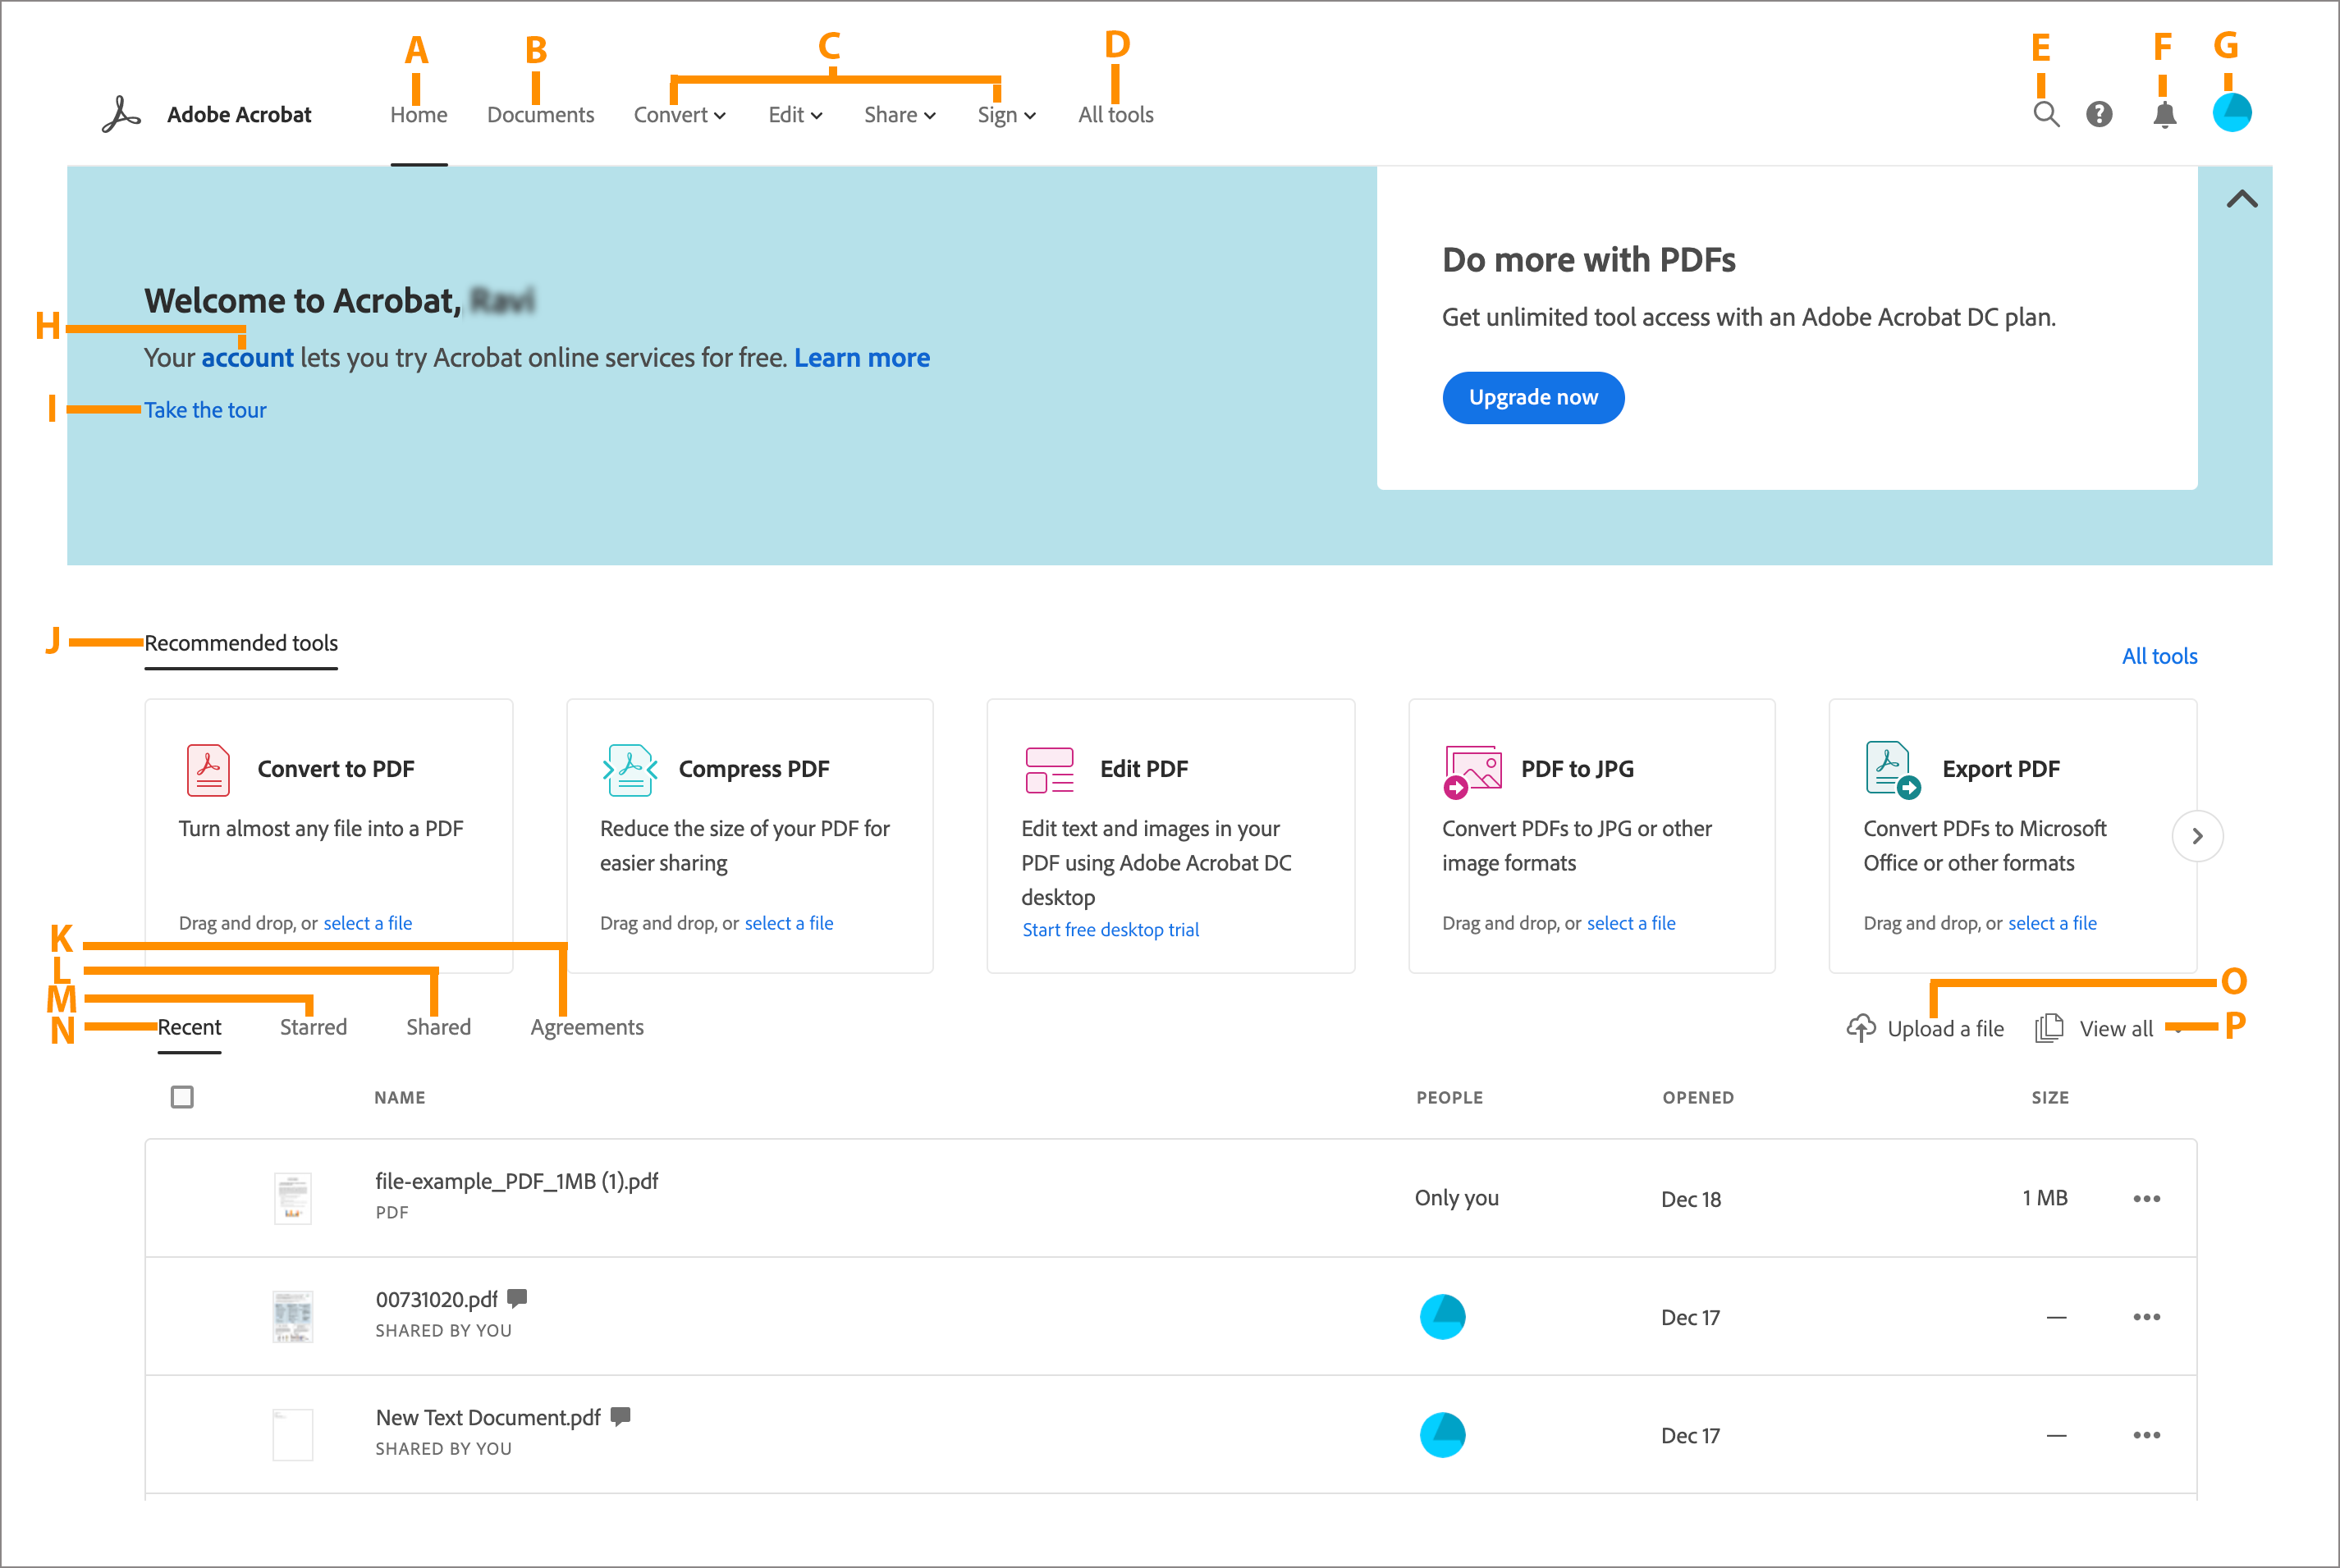 A B C D E F G
Adobe Acrobat Home Documents Convert Edit Share Sign All tools ?
Do more with PDFs
Get unlimited tool access with an Adobe Acrobat DC plan.
Upgrade now
Welcome to Acrobat,
H
Your account lets you try Acrobat online services for free. Learn more
I Take the tour
J Recommended tools
All tools
Convert to PDF
Turn almost any file into a PDF
Drag and drop, or select a file
Compress PDF
Reduce the size of your PDF for
easier sharing
Drag and drop, or select a file
Edit PDF
Edit text and images in your
PDF using Adobe Acrobat DC
desktop
Start free desktop trial
PDF to JPG
Convert PDFs to JPG or other
image formats
Drag and drop, or select a file
Export PDF
Convert PDFs to Microsoft
Office or other formats
Drag and drop, or select a file
K
L
M
N Recent Starred Shared Agreements
O
Upload a file View all P
NAME PEOPLE OPENED SIZE
file-example_PDF_1MB (1).pdf
PDF
Only you Dec 18 1 MB •••
00731020.pdf
SHARED BY YOU
Dec 17 — •••
New Text Document.pdf
SHARED BY YOU
Dec 17 — •••